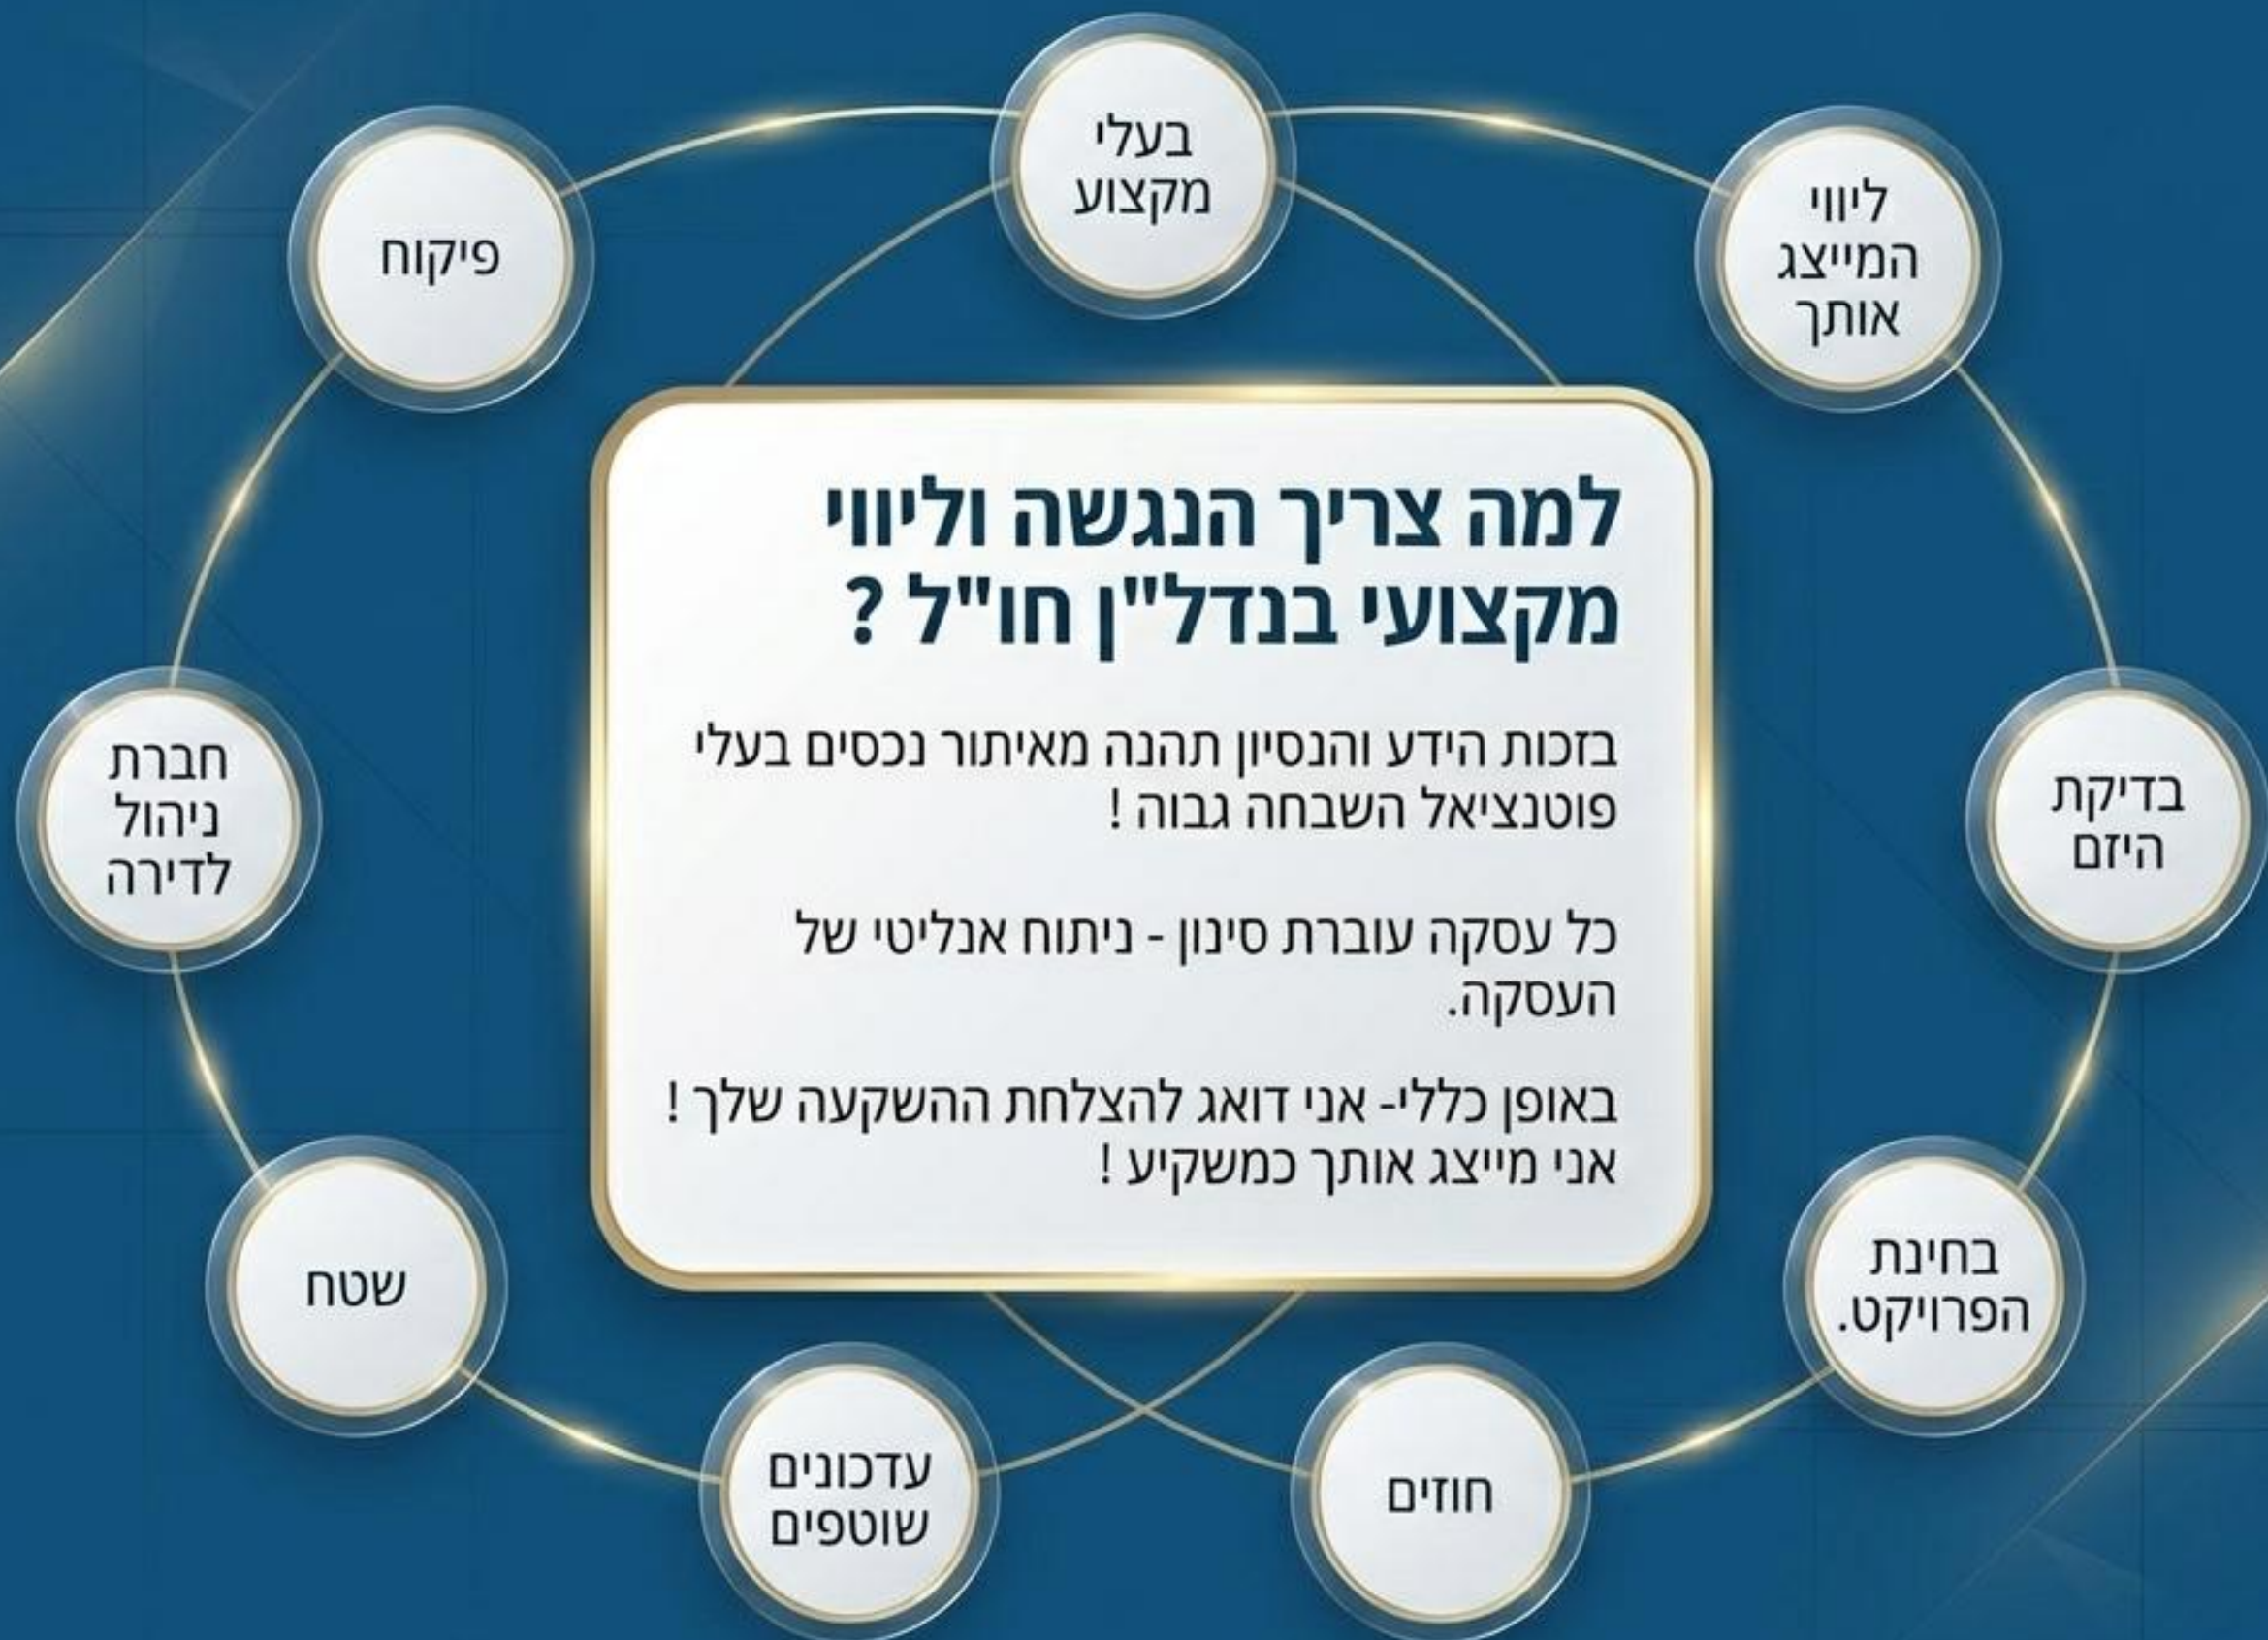 בעלי
מקצוע
ליווי
המייצג
אותך
פיקוח
למה צריך הנגשה וליווי
מקצועי בנדל"ן חו"ל ?
בזכות הידע והנסיון תהנה מאיתור נכסים בעלי
פוטנציאל השבחה גבוה !
כל עסקה עוברת סינון - ניתוח אנליטי של
העסקה.
באופן כללי- אני דואג להצלחת ההשקעה שלך !
אני מייצג אותך כמשקיע !
בדיקת
היזם
חברת
ניהול
לדירה
בחינת
הפרויקט.
שטח
חוזים
עדכונים
שוטפים